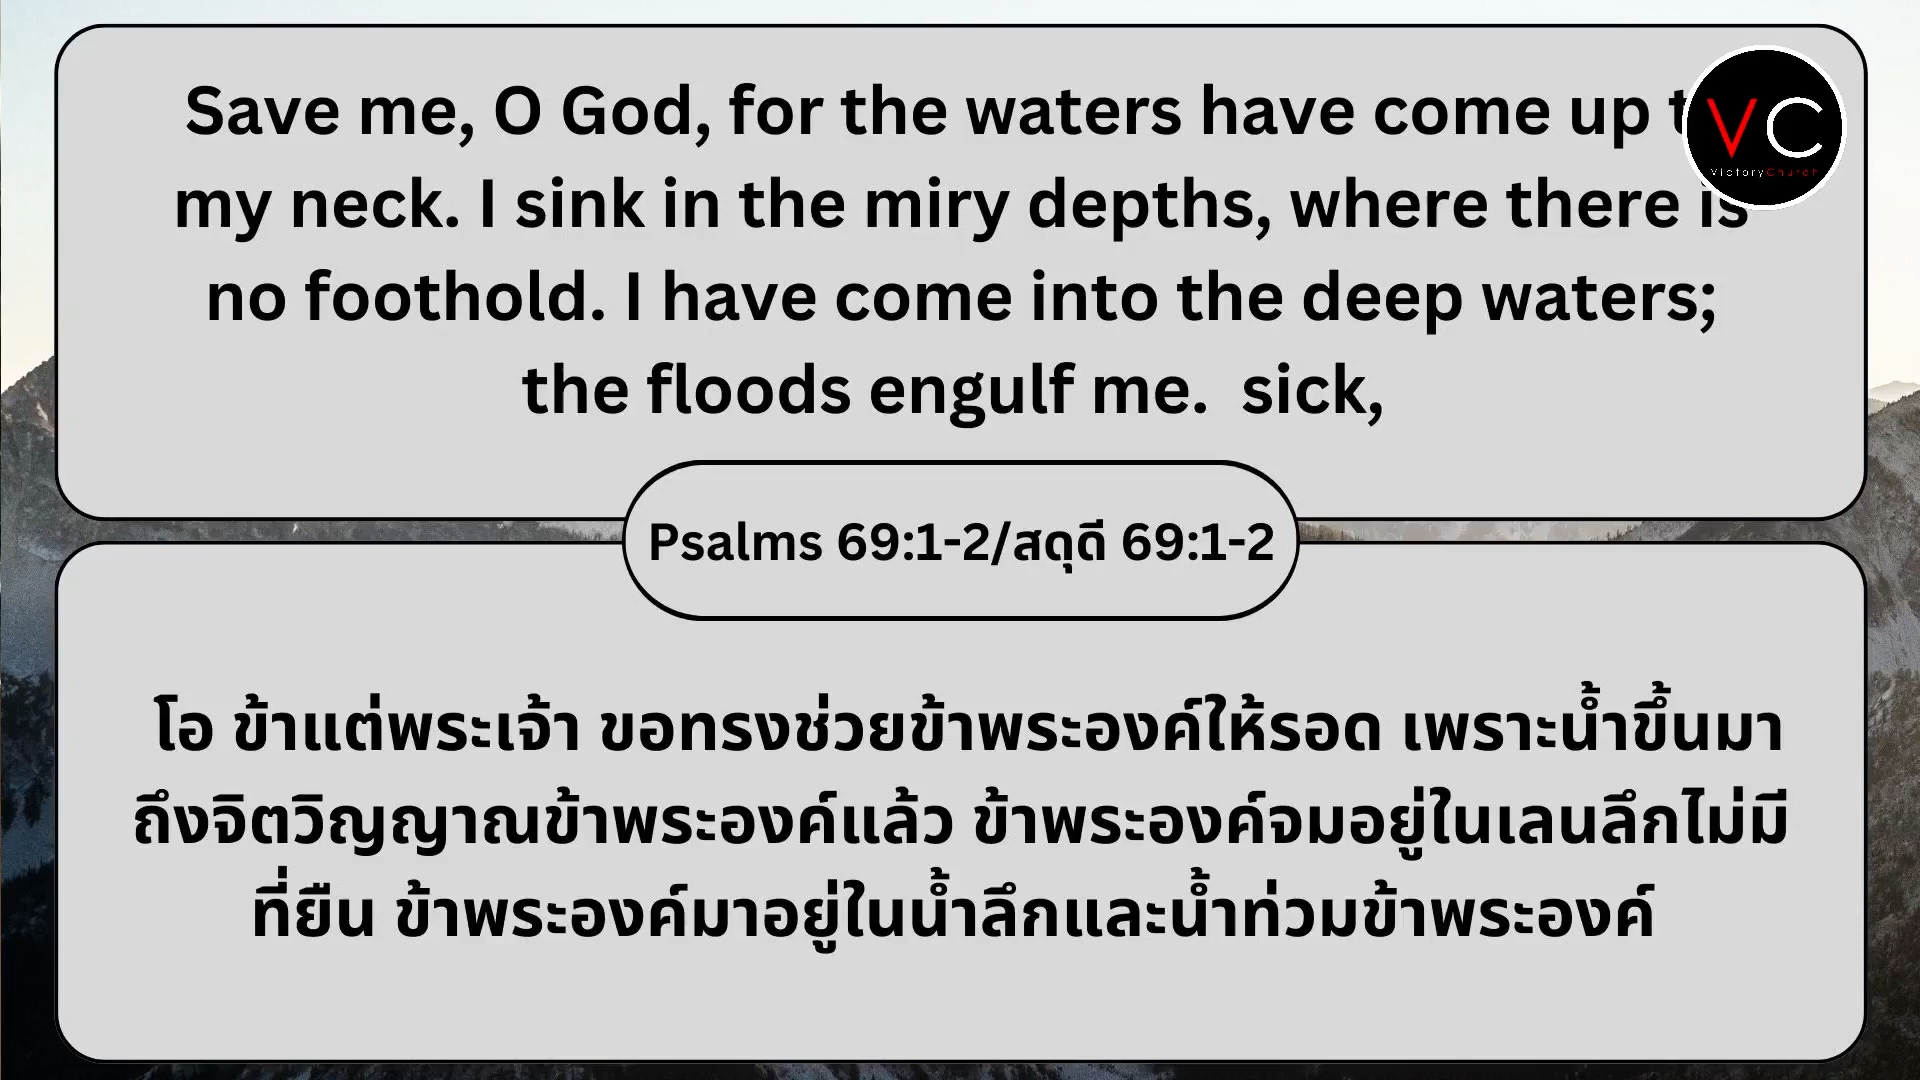 Save me, O God, for the waters have come up
my neck. I sink in the miry depths, where there is
no foothold. I have come into the deep waters;
the floods engulf me. sick,
VC
VictoryChurch
Psalms 69:1-2/สดุดี 69:1-2
โอ ข้าแต่พระเจ้า ขอทรงช่วยข้าพระองค์ให้รอด เพราะน้ำขึ้นมา
ถึงจิตวิญญาณข้าพระองค์แล้ว ข้าพระองค์จมอยู่ในเลนลึกไม่มี
ที่ยืน ข้าพระองค์มาอยู่ในน้ำลึกและน้ำท่วมข้าพระองค์